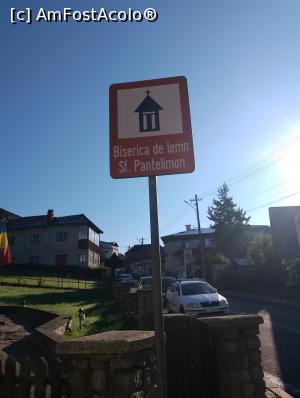 [c] AmFostAcolo®
Biserica de lemn
Sf. Pantelimon